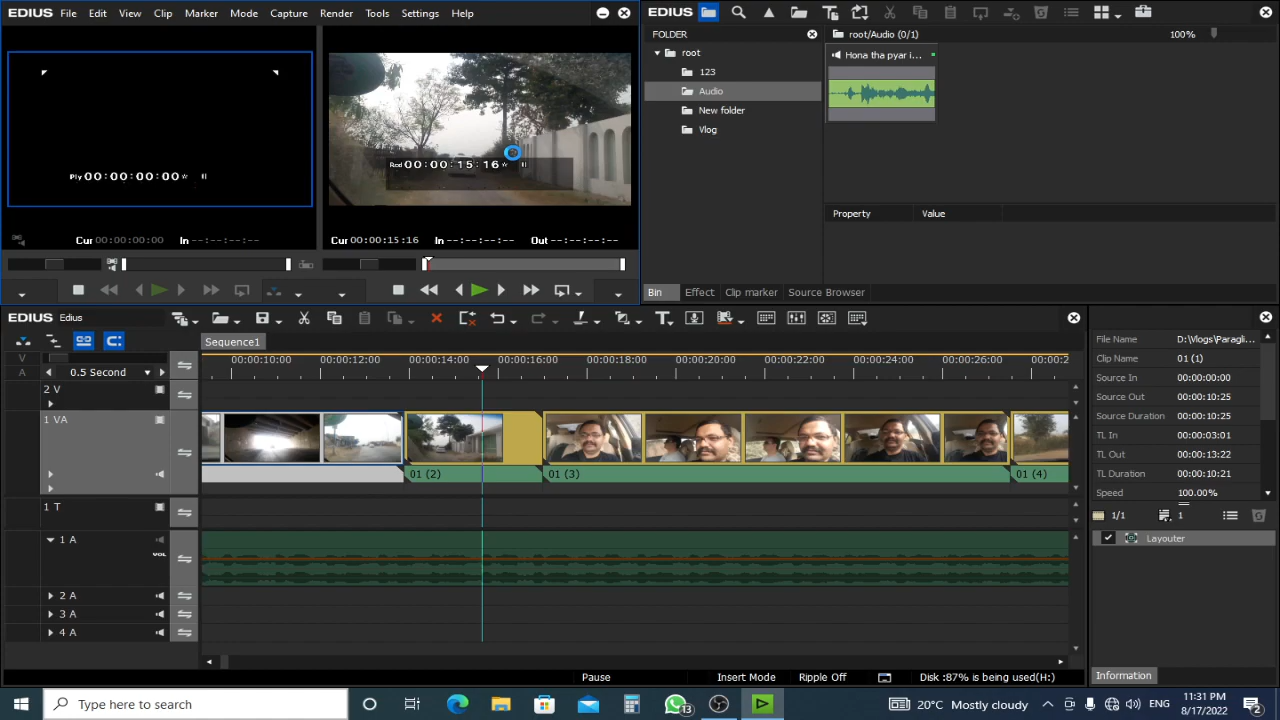 EDIUS File Edit View Clip Marker Mode Capture Render Tools Settings Help
Ply 00:00:00:00
Cur 00:00:00:00 In --:--:--:--
Rcd 00:00:15:16
Cur 00:00:15:16 In --:--:--:-- Out --:--:--:--
EDIUS
FOLDER
root
123
Audio
New folder
Vlog
root/Audio (0/1) 100%
Hona tha pyar i...
Property Value
Bin Effect Clip marker Source Browser
EDIUS Edius
Sequence1
V
A
0.5 Second
00:00:10:00 00:00:12:00 00:00:14:00 00:00:16:00 00:00:18:00 00:00:20:00 00:00:22:00 00:00:24:00 00:00:26:00 00:00:2
2 V
1 VA
01 (2) 01 (3) 01 (4)
1 T
1 A
VOL
2 A
3 A
4 A
File Name D:\Vlogs\Paragli...
Clip Name 01 (1)
Source In 00:00:00:00
Source Out 00:00:10:25
Source Duration 00:00:10:25
TL In 00:00:03:01
TL Out 00:00:13:22
TL Duration 00:00:10:21
Speed 100.00%
1/1 1
Layouter
Information
Pause Insert Mode Ripple Off Disk :87% is being used(H:)
Type here to search
13
20°C Mostly cloudy
ENG
11:31 PM
8/17/2022
2